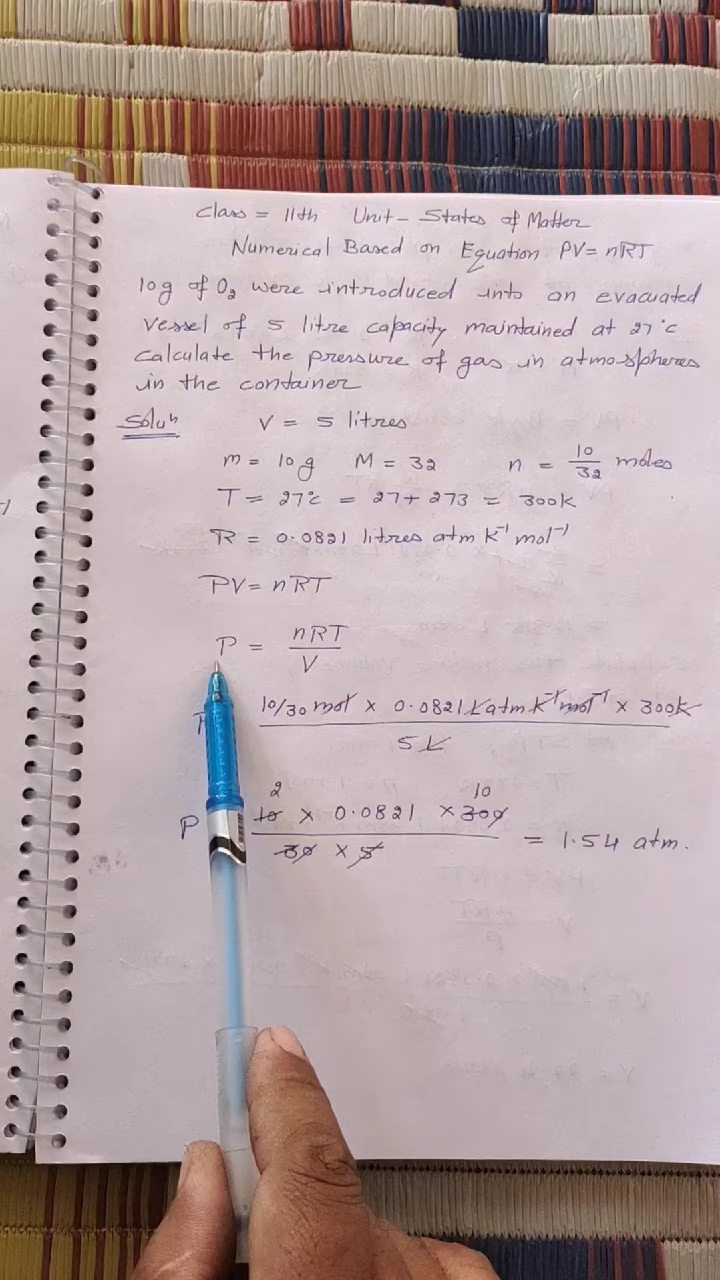 Class = 11th Unit - States of Matter
Numerical Based on Equation PV = nRT
10g of O₂ were introduced into an evacuated
vessel of 5 litre capacity maintained at 27°c
Calculate the pressure of gas in atmospheres
in the container
Soluⁿ V = 5 litres
m = 10g M = 32 n = 10/32 moles
T = 27°c = 27 + 273 = 300k
R = 0.0821 litres atm k⁻¹ mol⁻¹
PV = nRT
P = nRT/V
10/30 mol x 0.0821 L atm k⁻¹ mol⁻¹ x 300k
5 L
2 10
P 10 x 0.0821 x 300 = 1.54 atm.
30 x 5